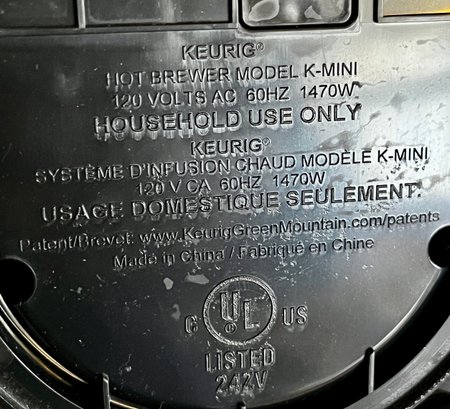 KEURIG®
HOT BREWER MODEL K-MINI
120 VOLTS AC 60HZ 1470W
HOUSEHOLD USE ONLY
KEURIG®
SYSTÈME D'INFUSION CHAUD MODÈLE K-MINI
120 V CA 60HZ 1470W
USAGE DOMESTIQUE SEULEMENT.
Patent/Brevet: www.KeurigGreenMountain.com/patents
Made in China / Fabriqué en Chine
C UL® US
LISTED
242V